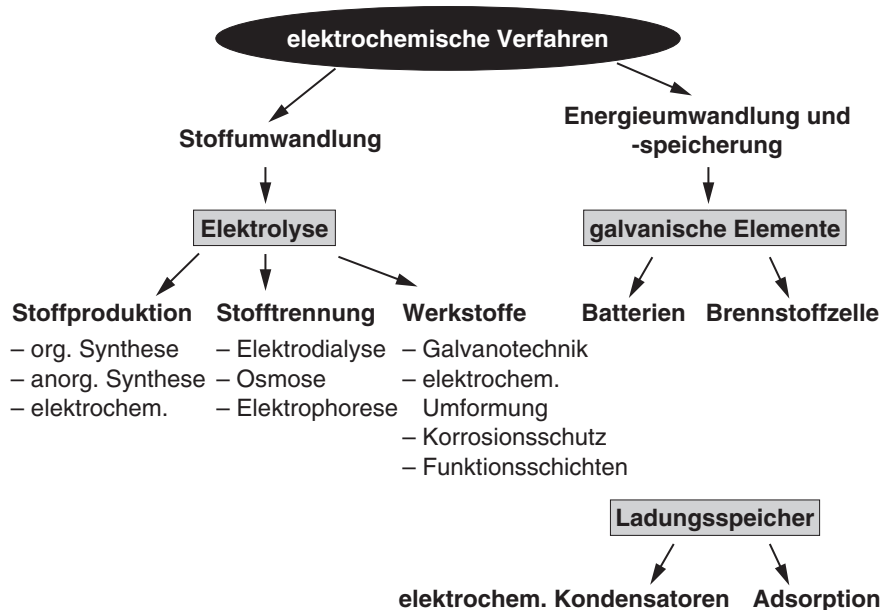 elektrochemische Verfahren
Stoffumwandlung
Energieumwandlung und
-speicherung
Elektrolyse
galvanische Elemente
Stoffproduktion
– org. Synthese
– anorg. Synthese
– elektrochem.
Stofftrennung
– Elektrodialyse
– Osmose
– Elektrophorese
Werkstoffe
– Galvanotechnik
– elektrochem.
Umformung
– Korrosionsschutz
– Funktionsschichten
Batterien
Brennstoffzelle
Ladungsspeicher
elektrochem. Kondensatoren
Adsorption